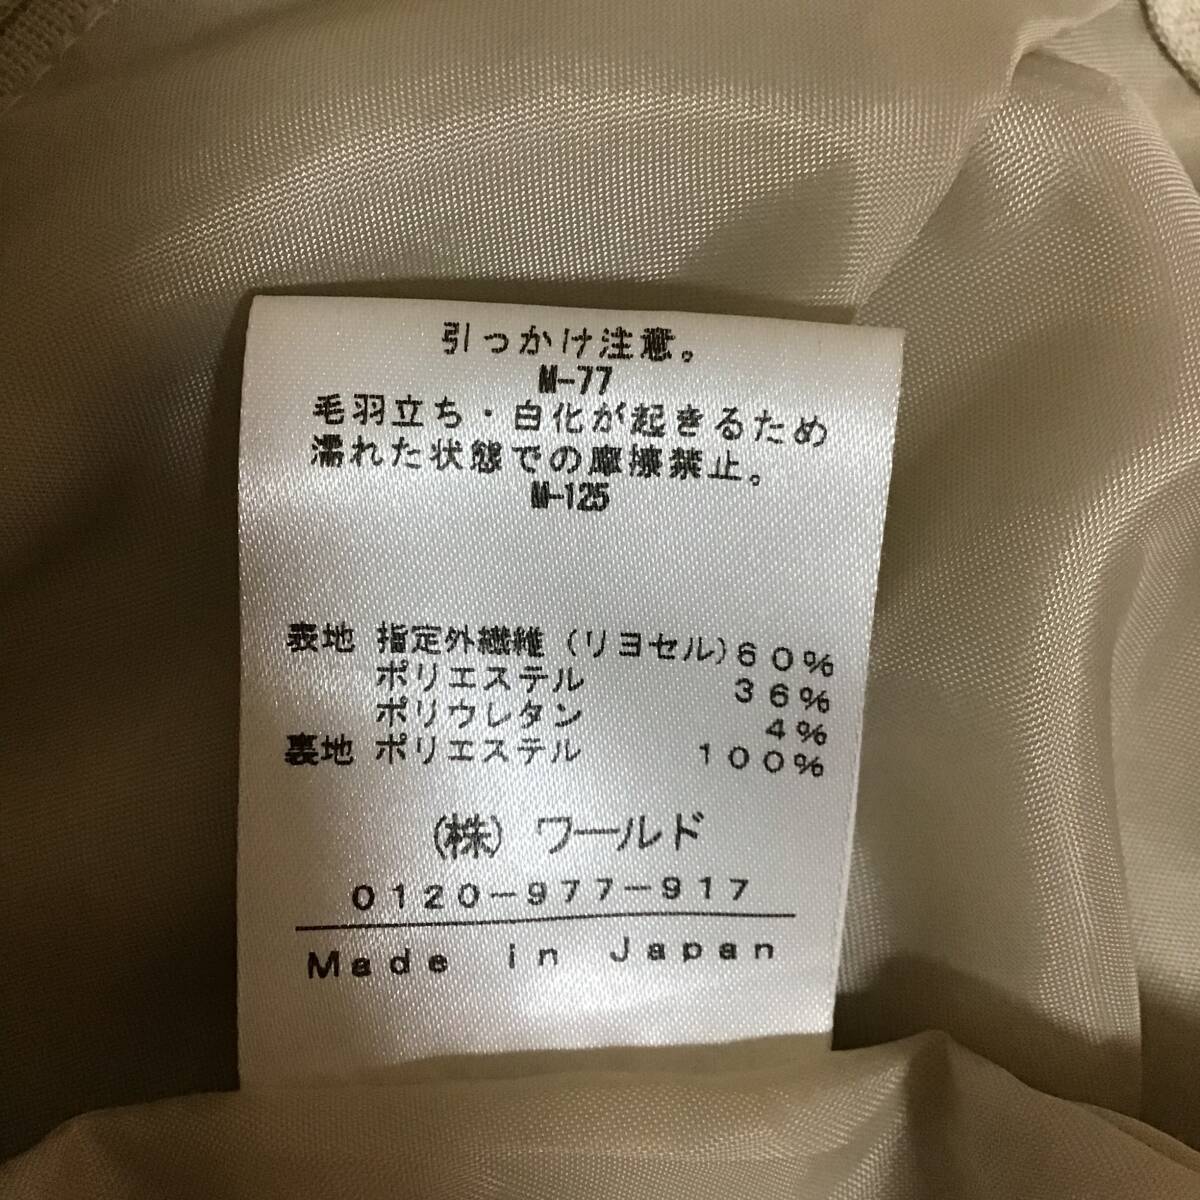 引っかけ注意。
M-77
毛羽立ち・白化が起きるため
濡れた状態での摩擦禁止。
M-125
表地 指定外繊維(リヨセル)60%
ポリエステル 36%
ポリウレタン 4%
裏地 ポリエステル 100%
(株) ワールド
0120-977-917
Made in Japan